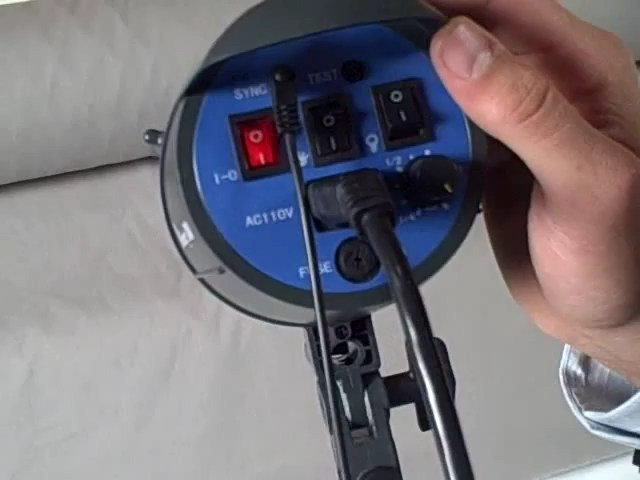 SYNC TEST
I-O
1/2
AC110V
1/4
FUSE